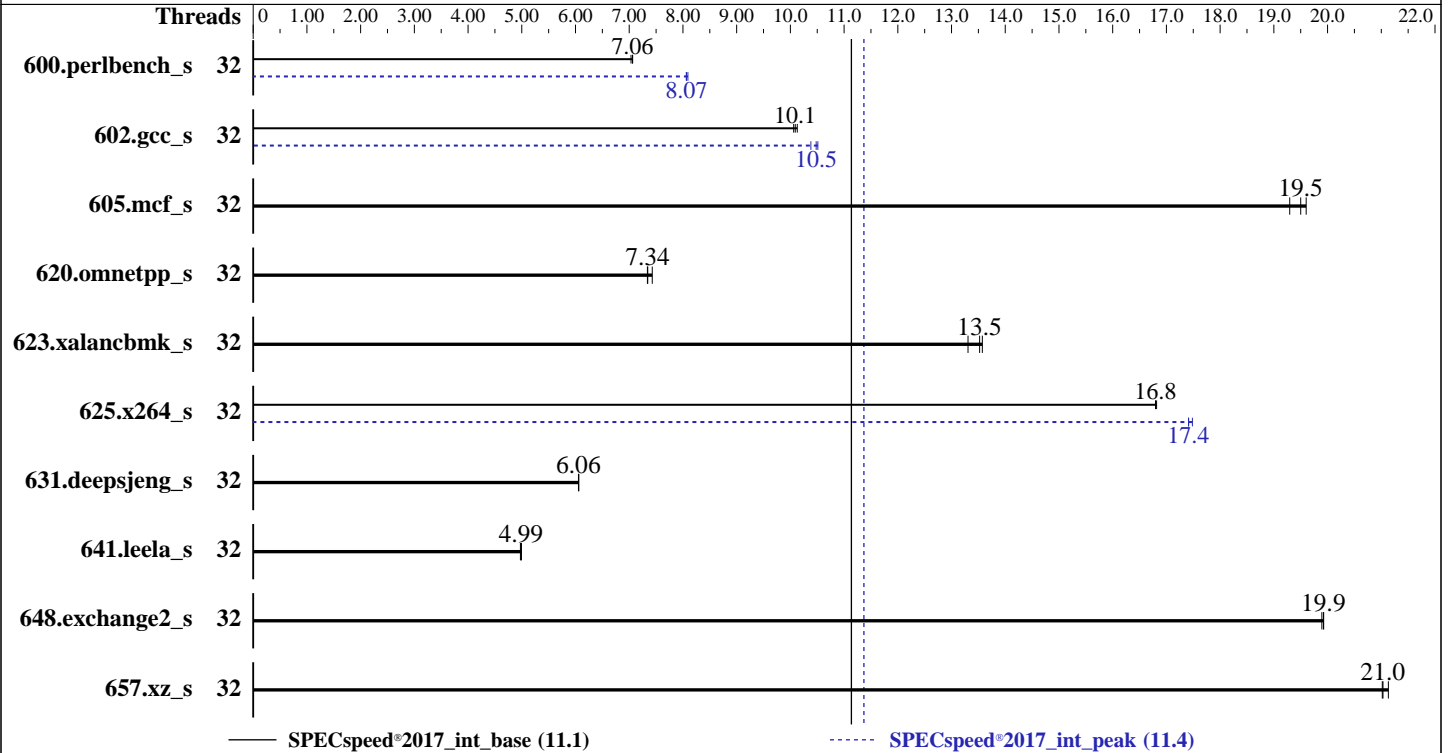 Threads 0 1.00 2.00 3.00 4.00 5.00 6.00 7.00 8.00 9.00 10.0 11.0 12.0 13.0 14.0 15.0 16.0 17.0 18.0 19.0 20.0 22.0
7.06
600.perlbench_s 32
8.07
10.1
602.gcc_s 32
10.5
19.5
605.mcf_s 32
7.34
620.omnetpp_s 32
13.5
623.xalancbmk_s 32
16.8
625.x264_s 32
17.4
6.06
631.deepsjeng_s 32
4.99
641.leela_s 32
19.9
648.exchange2_s 32
21.0
657.xz_s 32
SPECspeed®2017_int_base (11.1) SPECspeed®2017_int_peak (11.4)